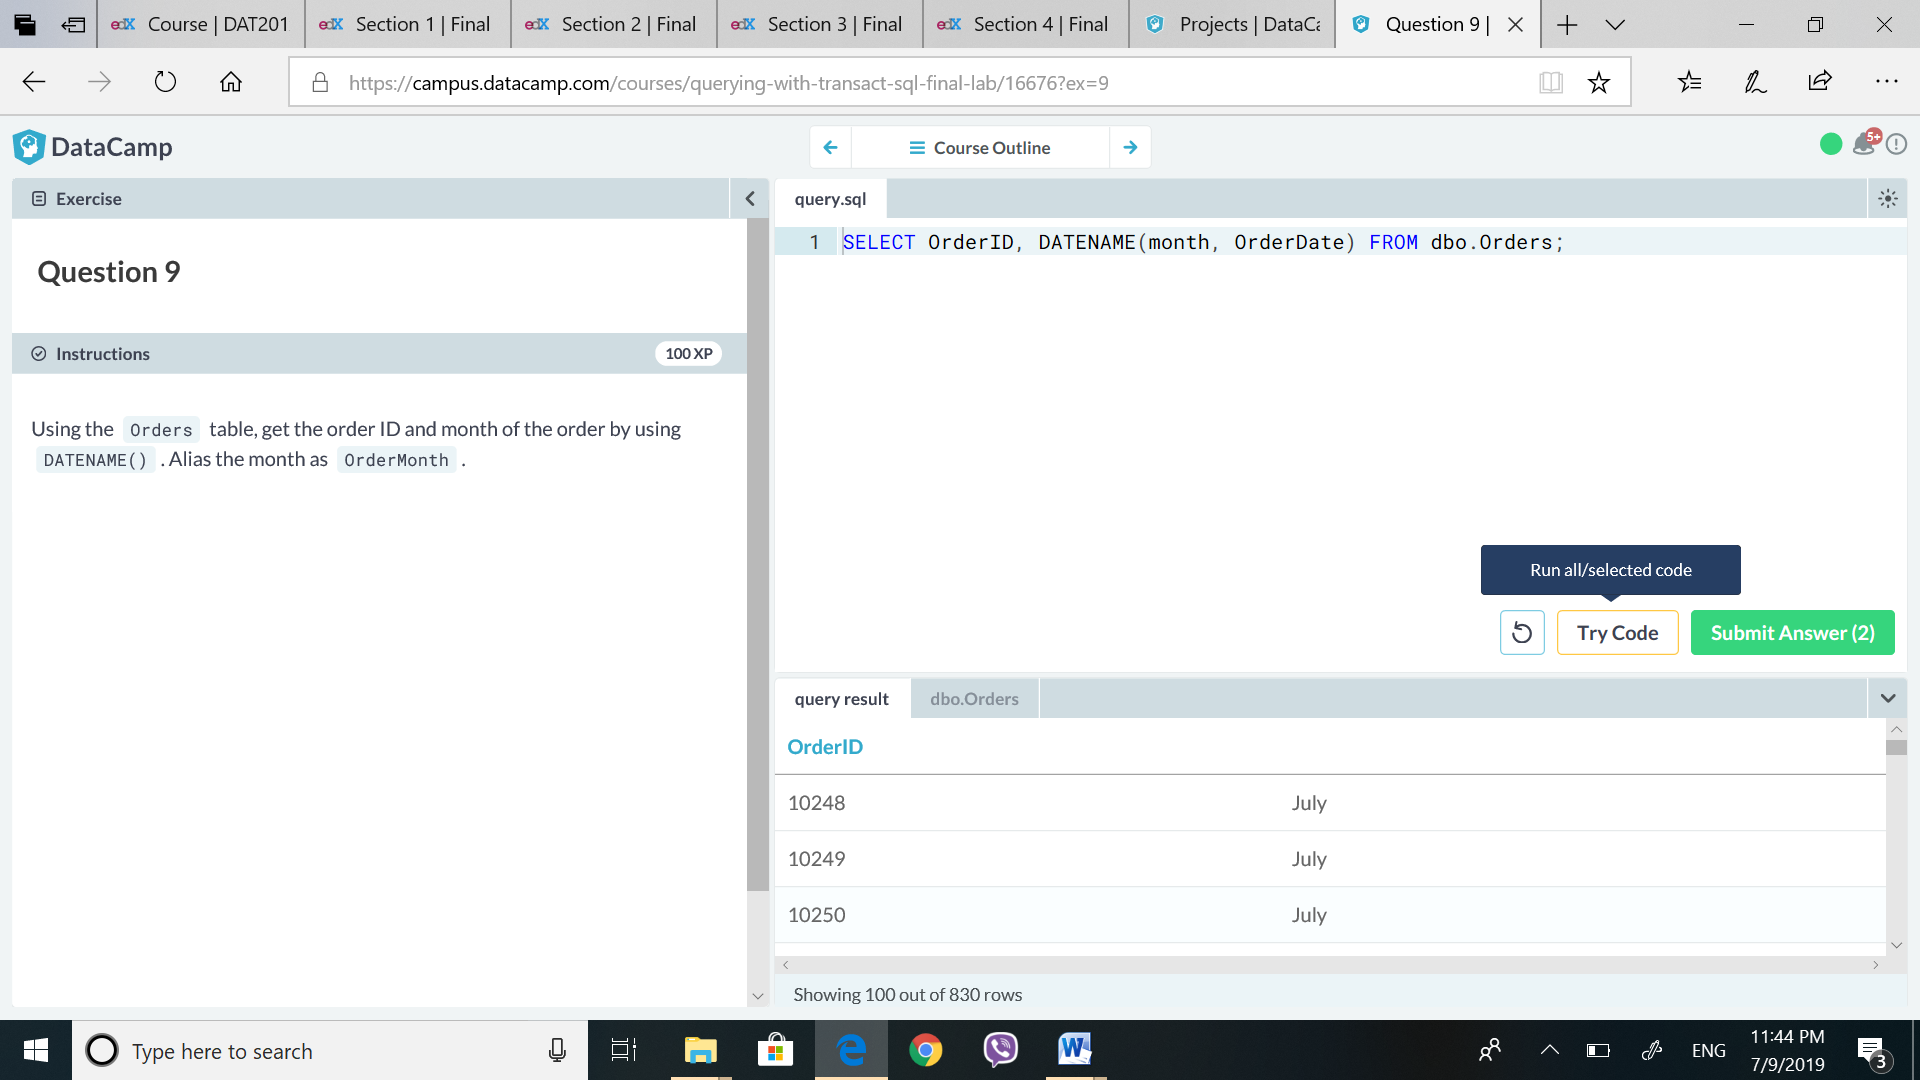 Course | DAT201
Section 1 | Final
Section 2 | Final
Section 3 | Final
Section 4 | Final
Projects | DataCa
Question 9 |
https://campus.datacamp.com/courses/querying-with-transact-sql-final-lab/16676?ex=9
DataCamp
Course Outline
5+
Exercise
Question 9
Instructions
100 XP
Using the Orders table, get the order ID and month of the order by using
DATENAME() . Alias the month as OrderMonth .
query.sql
1 SELECT OrderID, DATENAME(month, OrderDate) FROM dbo.Orders;
Run all/selected code
Try Code
Submit Answer (2)
query result
dbo.Orders
OrderID
10248 July
10249 July
10250 July
Showing 100 out of 830 rows
Type here to search
ENG
11:44 PM
7/9/2019
3